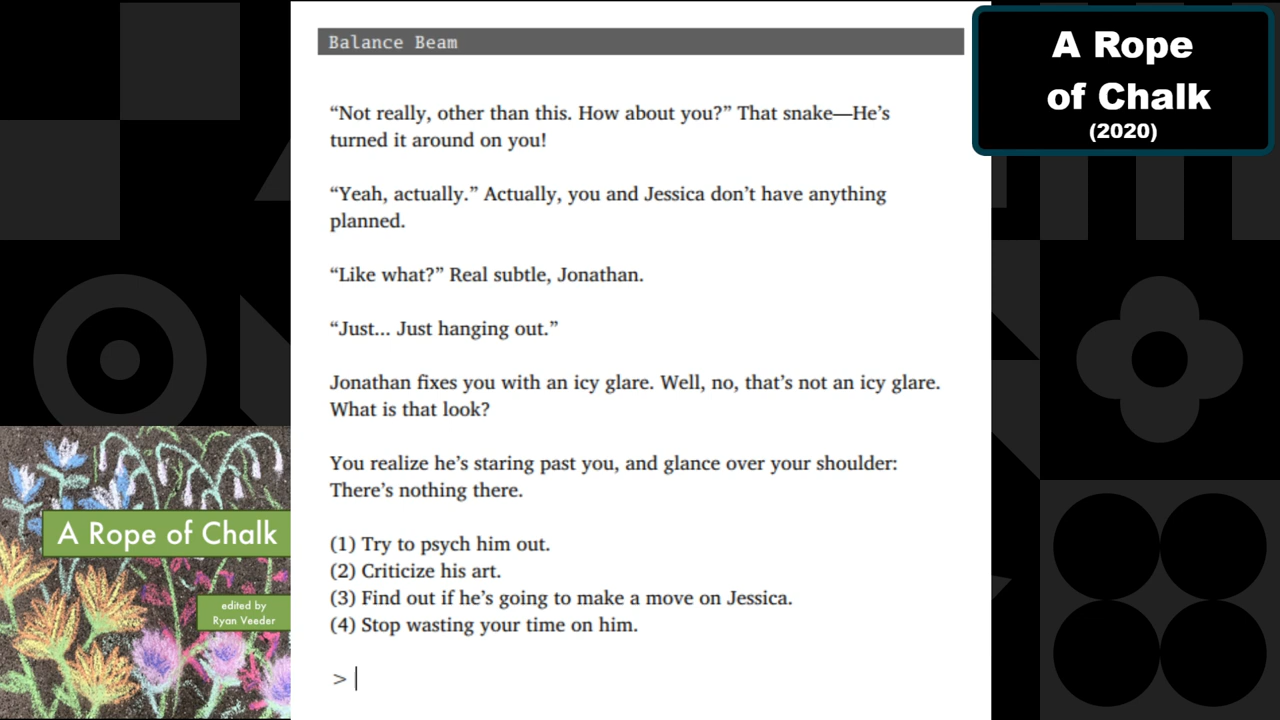 Balance Beam
“Not really, other than this. How about you?” That snake—He’s
turned it around on you!
“Yeah, actually.” Actually, you and Jessica don’t have anything
planned.
“Like what?” Real subtle, Jonathan.
“Just... Just hanging out.”
Jonathan fixes you with an icy glare. Well, no, that’s not an icy glare.
What is that look?
You realize he’s staring past you, and glance over your shoulder:
There’s nothing there.
(1) Try to psych him out.
(2) Criticize his art.
(3) Find out if he’s going to make a move on Jessica.
(4) Stop wasting your time on him.
>
A Rope
of Chalk
(2020)
A Rope of Chalk
edited by
Ryan Veeder